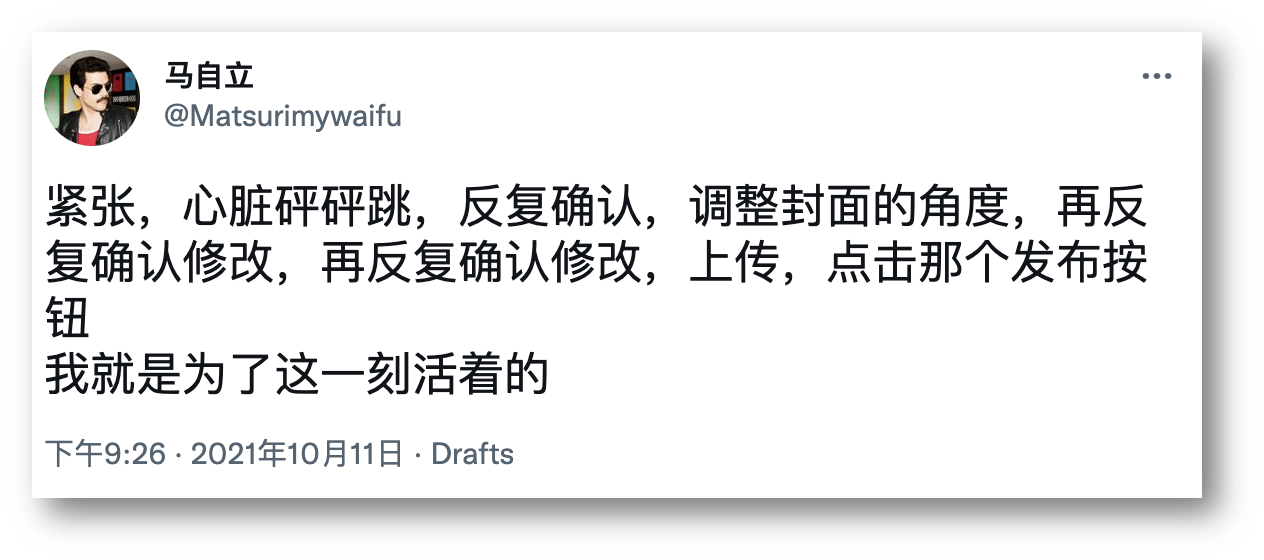 马自立
@Matsurimywaifu
紧张，心脏砰砰跳，反复确认，调整封面的角度，再反
复确认修改，再反复确认修改，上传，点击那个发布按
钮
我就是为了这一刻活着的
下午9:26 · 2021年10月11日 · Drafts